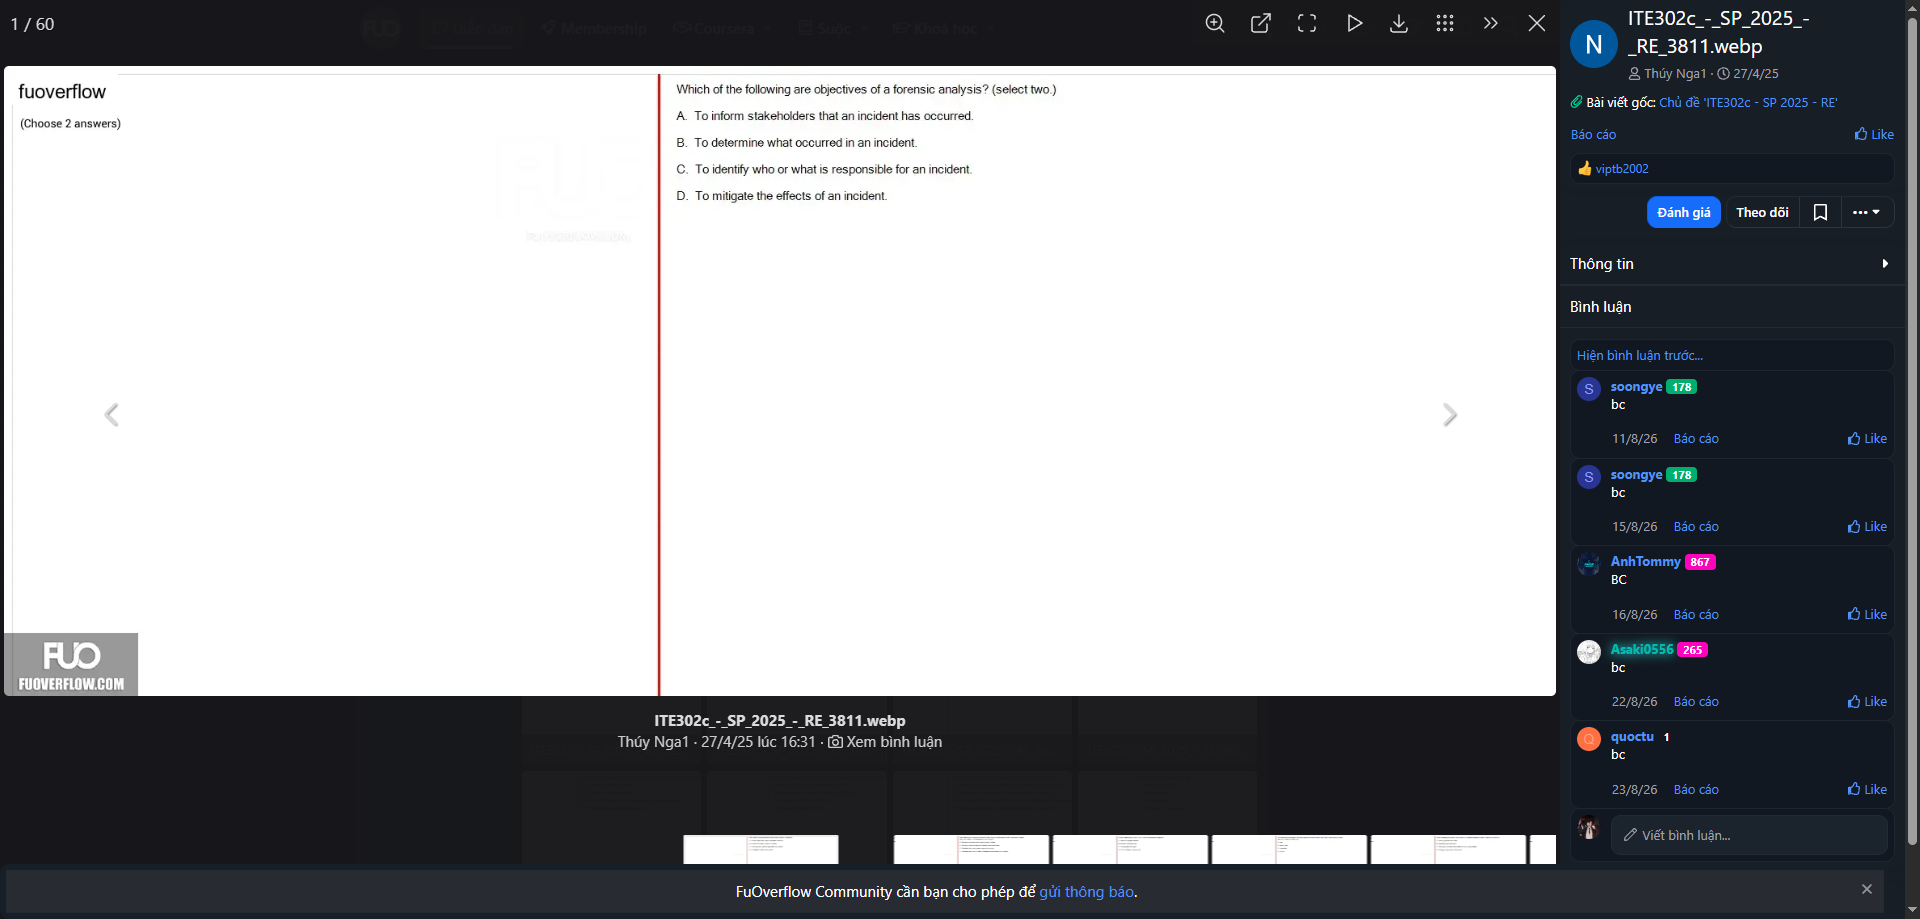 1 / 60
fuoverflow
(Choose 2 answers)
Which of the following are objectives of a forensic analysis? (select two.)
A. To inform stakeholders that an incident has occurred.
B. To determine what occurred in an incident.
C. To identify who or what is responsible for an incident.
D. To mitigate the effects of an incident.
FUO
FUOVERFLOW.COM
ITE302c_-_SP_2025_-_RE_3811.webp
Thúy Nga1 · 27/4/25 lúc 16:31 · Xem bình luận
N
ITE302c_-_SP_2025_-
_RE_3811.webp
Thúy Nga1 · 27/4/25
Bài viết gốc: Chủ đề 'ITE302c - SP 2025 - RE'
Báo cáo
Like
viptb2002
Đánh giá
Theo dõi
Thông tin
Bình luận
Hiện bình luận trước...
S
soongye 178
bc
11/8/26 Báo cáo Like
S
soongye 178
bc
15/8/26 Báo cáo Like
AnhTommy 867
BC
16/8/26 Báo cáo Like
Asaki0556 265
bc
22/8/26 Báo cáo Like
Q
quoctu 1
bc
23/8/26 Báo cáo Like
Viết bình luận...
FuOverflow Community cần bạn cho phép để gửi thông báo.